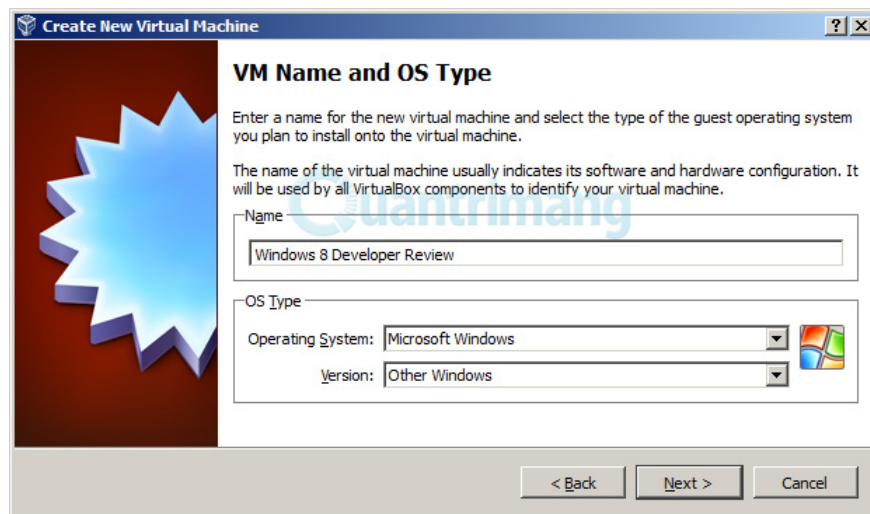 Create New Virtual Machine
VM Name and OS Type
Enter a name for the new virtual machine and select the type of the guest operating system
you plan to install onto the virtual machine.
The name of the virtual machine usually indicates its software and hardware configuration. It
will be used by all VirtualBox components to identify your virtual machine.
Quantrimang
Name
Windows 8 Developer Review
OS Type
Operating System: Microsoft Windows
Version: Other Windows
< Back Next > Cancel